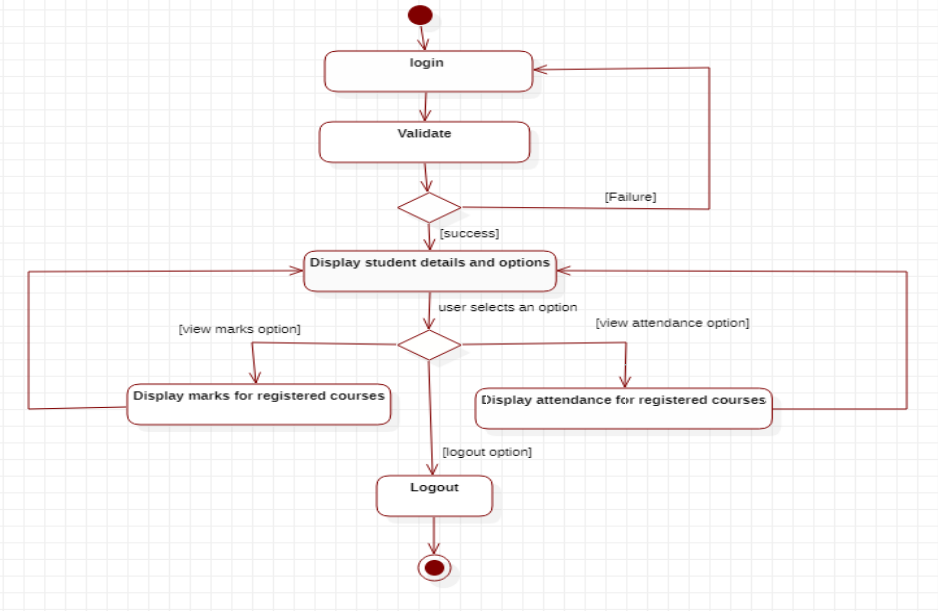 login
Validate
[Failure]
[success]
Display student details and options
user selects an option
[view marks option]
[view attendance option]
Display marks for registered courses
Display attendance for registered courses
[logout option]
Logout